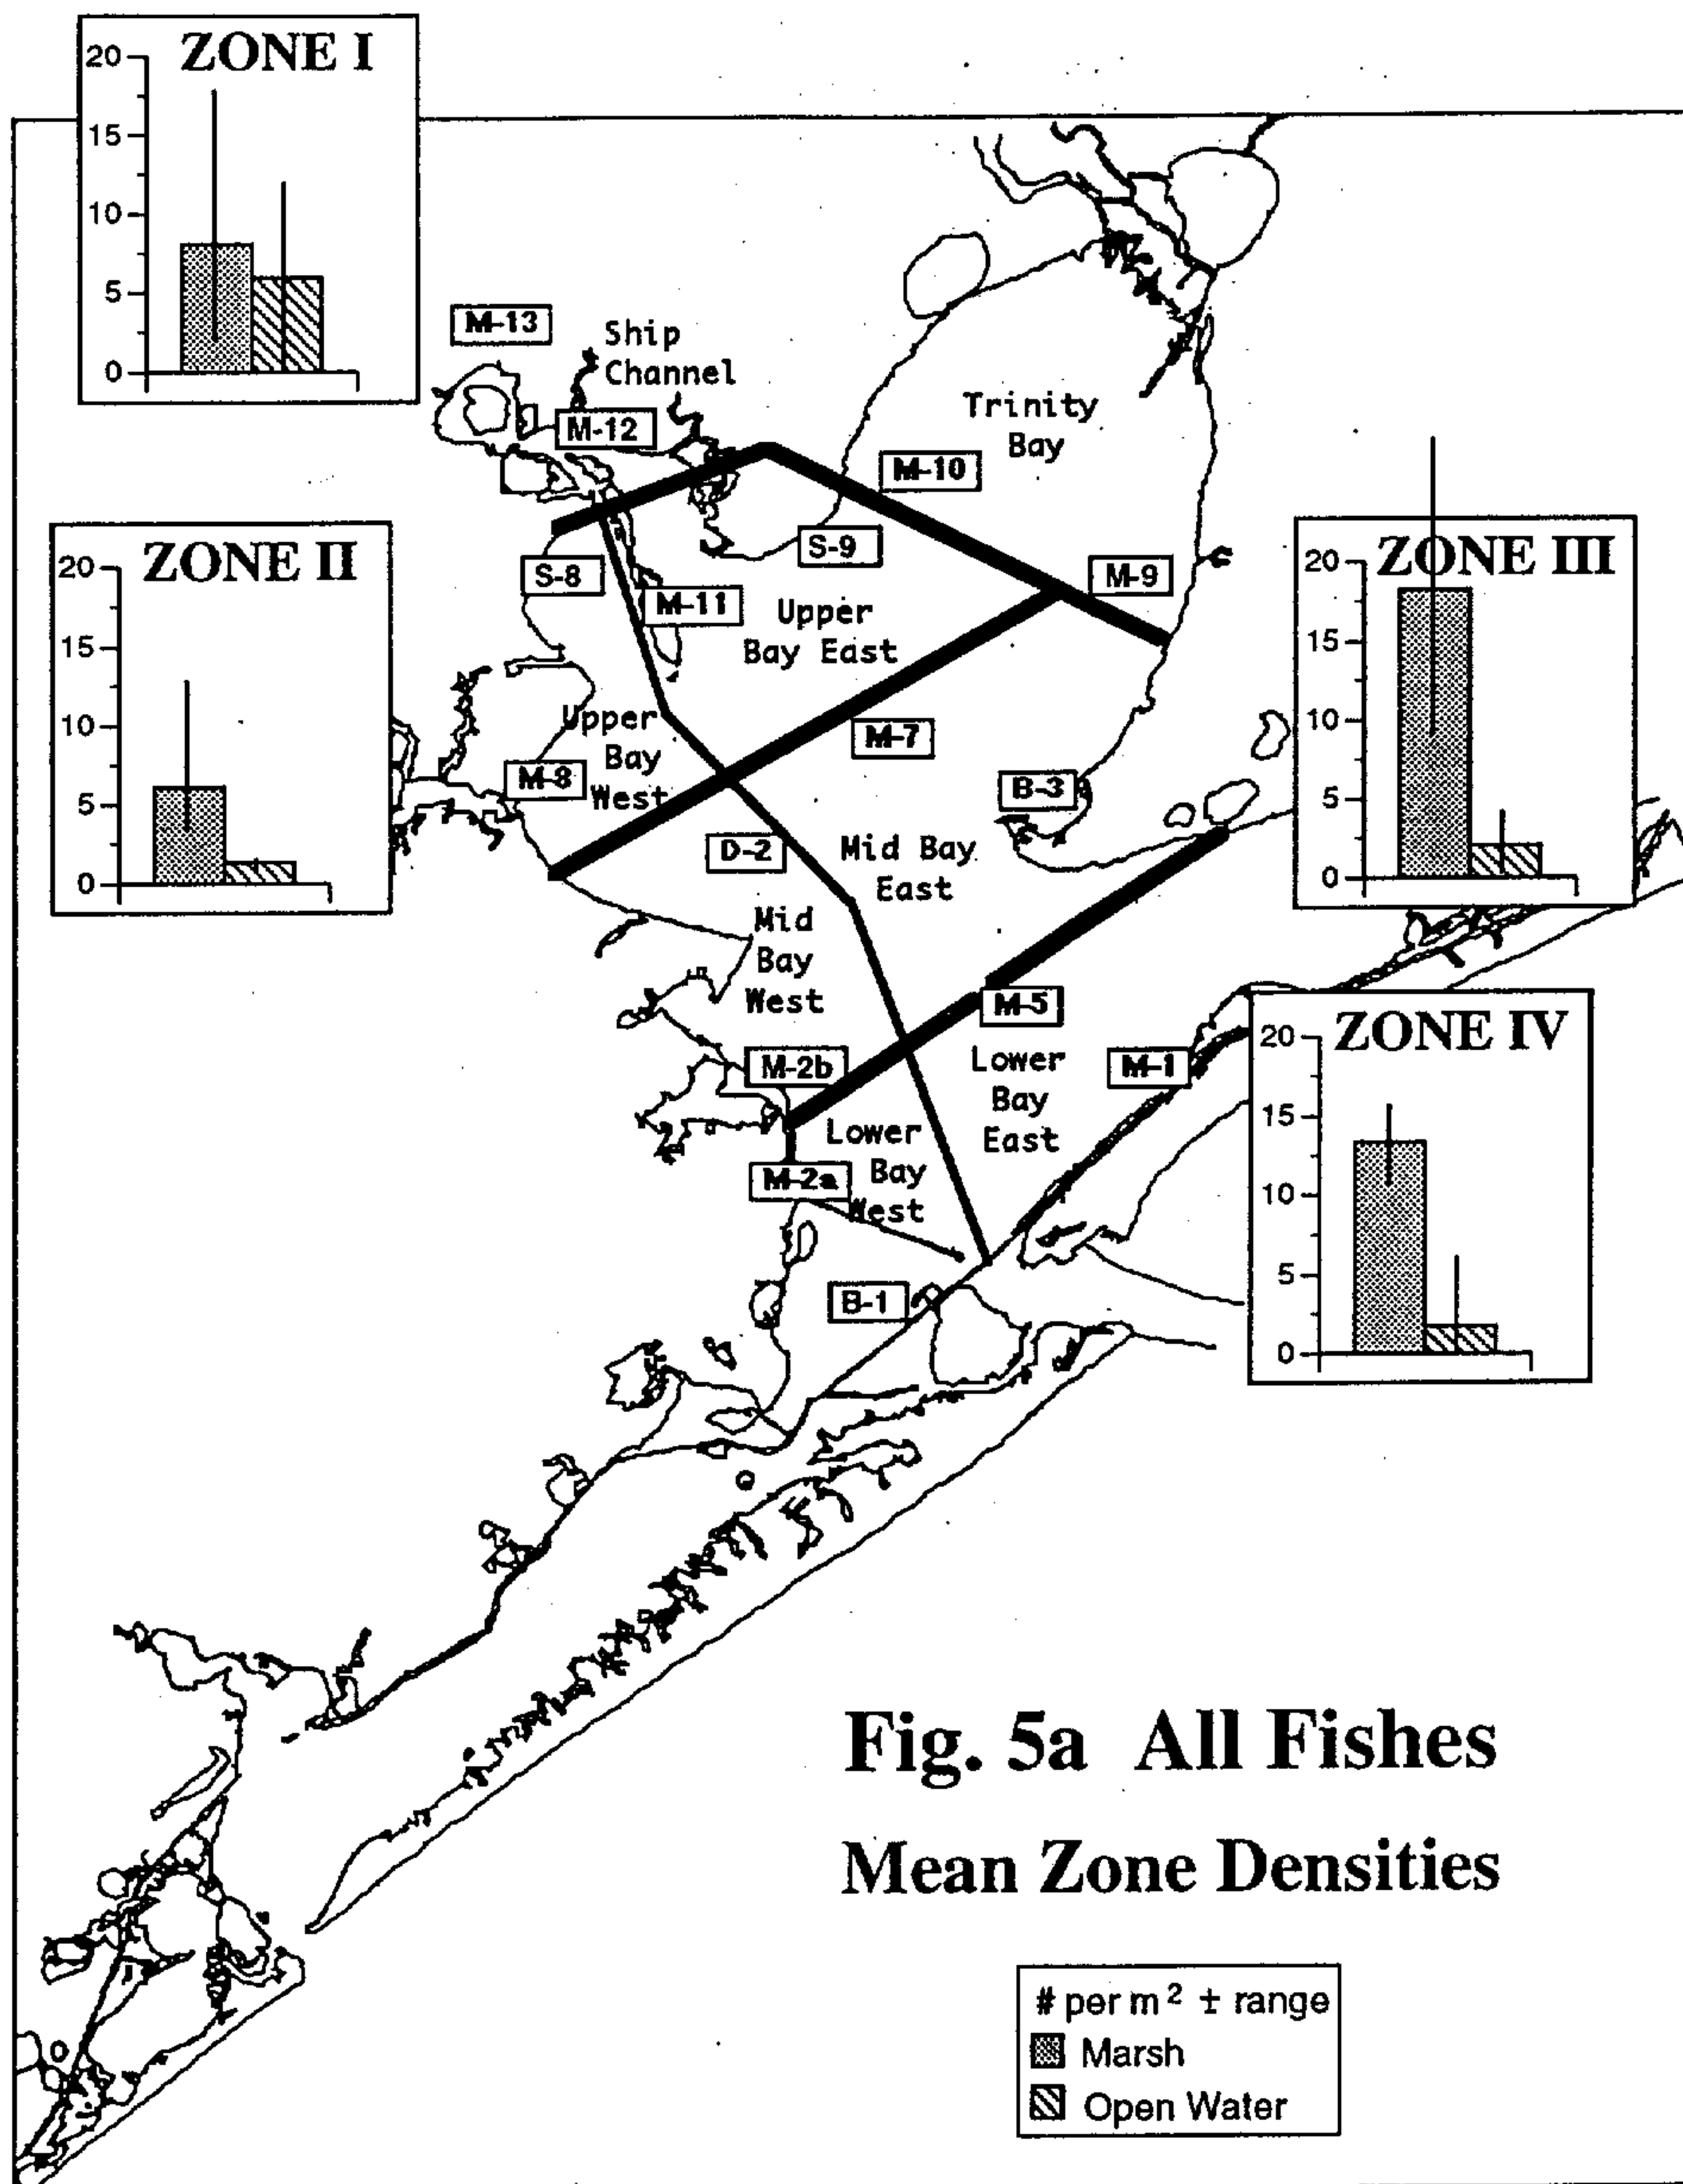 ZONE I
20
15
10
5
0
M-13
Ship
Channel
M-12
Trinity
Bay
M-10
S-9
S-8
M-9
M-11
Upper
Bay East
ZONE II
20
15
10
5
0
ZONE III
20
15
10
5
0
Upper
Bay
West
M-8
M-7
B-3
D-2
Mid Bay
East
Mid
Bay
West
M-5
M-2b
Lower
Bay
East
M-1
ZONE IV
20
15
10
5
0
Lower
Bay
West
M-2a
B-1
Fig. 5a All Fishes
Mean Zone Densities
# per m² ± range
Marsh
Open Water